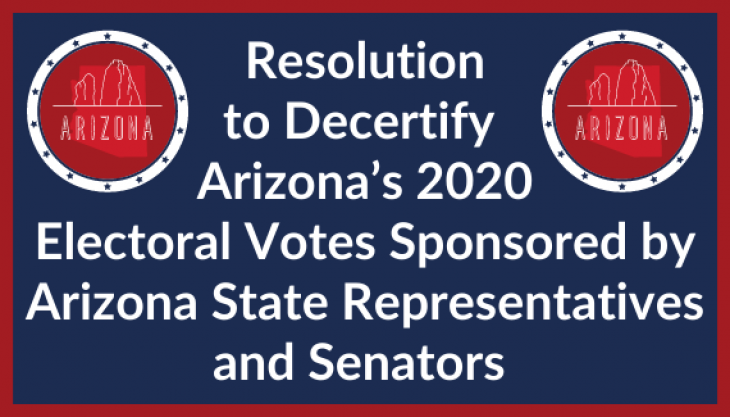 Resolution
to Decertify
Arizona's 2020
Electoral Votes Sponsored by
Arizona State Representatives
and Senators
ARIZONA
ARIZONA